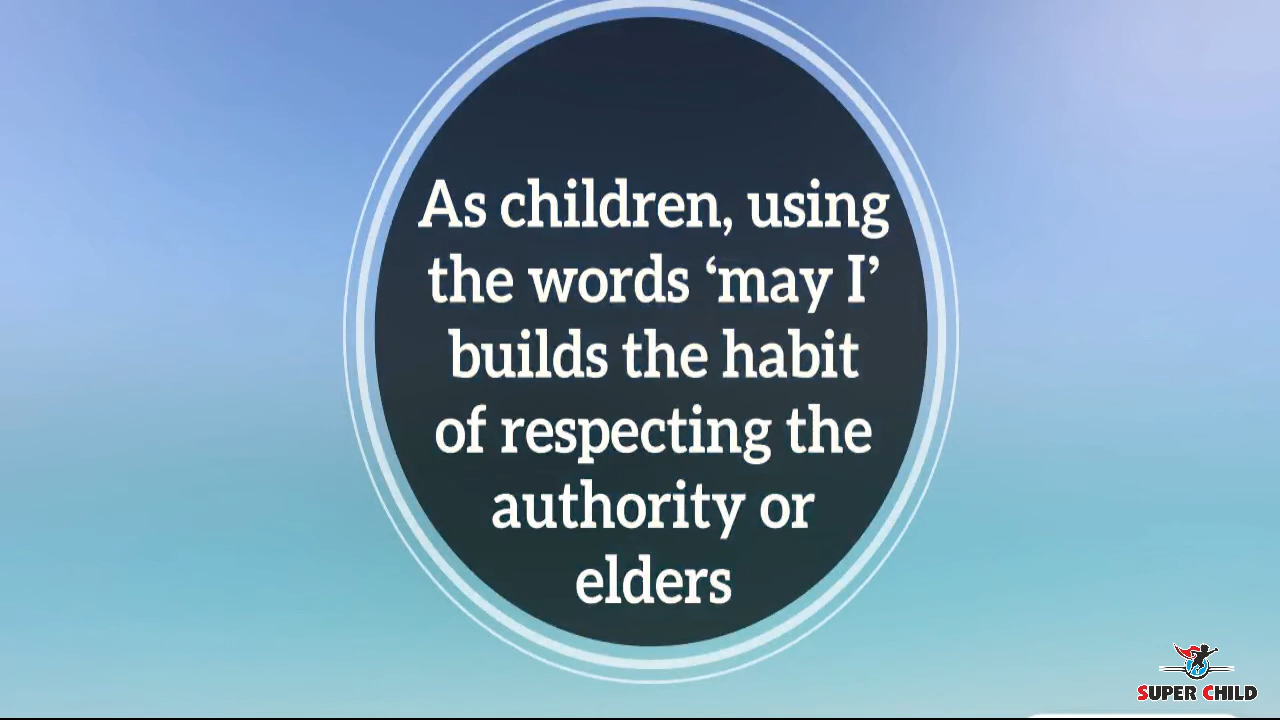 As children, using
the words ‘may I’
builds the habit
of respecting the
authority or
elders
SUPER CHILD